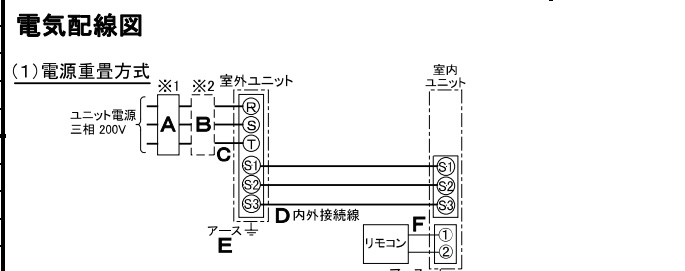 電気配線図
(1)電源重畳方式
※1 ※2 室外ユニット
室内
ユニット
ユニット電源
三相 200V
A B
R
S
T
C
S1 S1
S2 S2
S3 S3
D 内外接続線
アース
E
F
リモコン
①
②